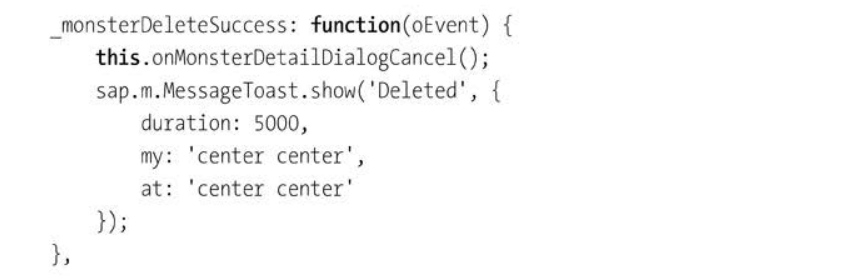 _monsterDeleteSuccess: function(oEvent) {
    this.onMonsterDetailDialogCancel();
    sap.m.MessageToast.show('Deleted', {
        duration: 5000,
        my: 'center center',
        at: 'center center'
    });
},